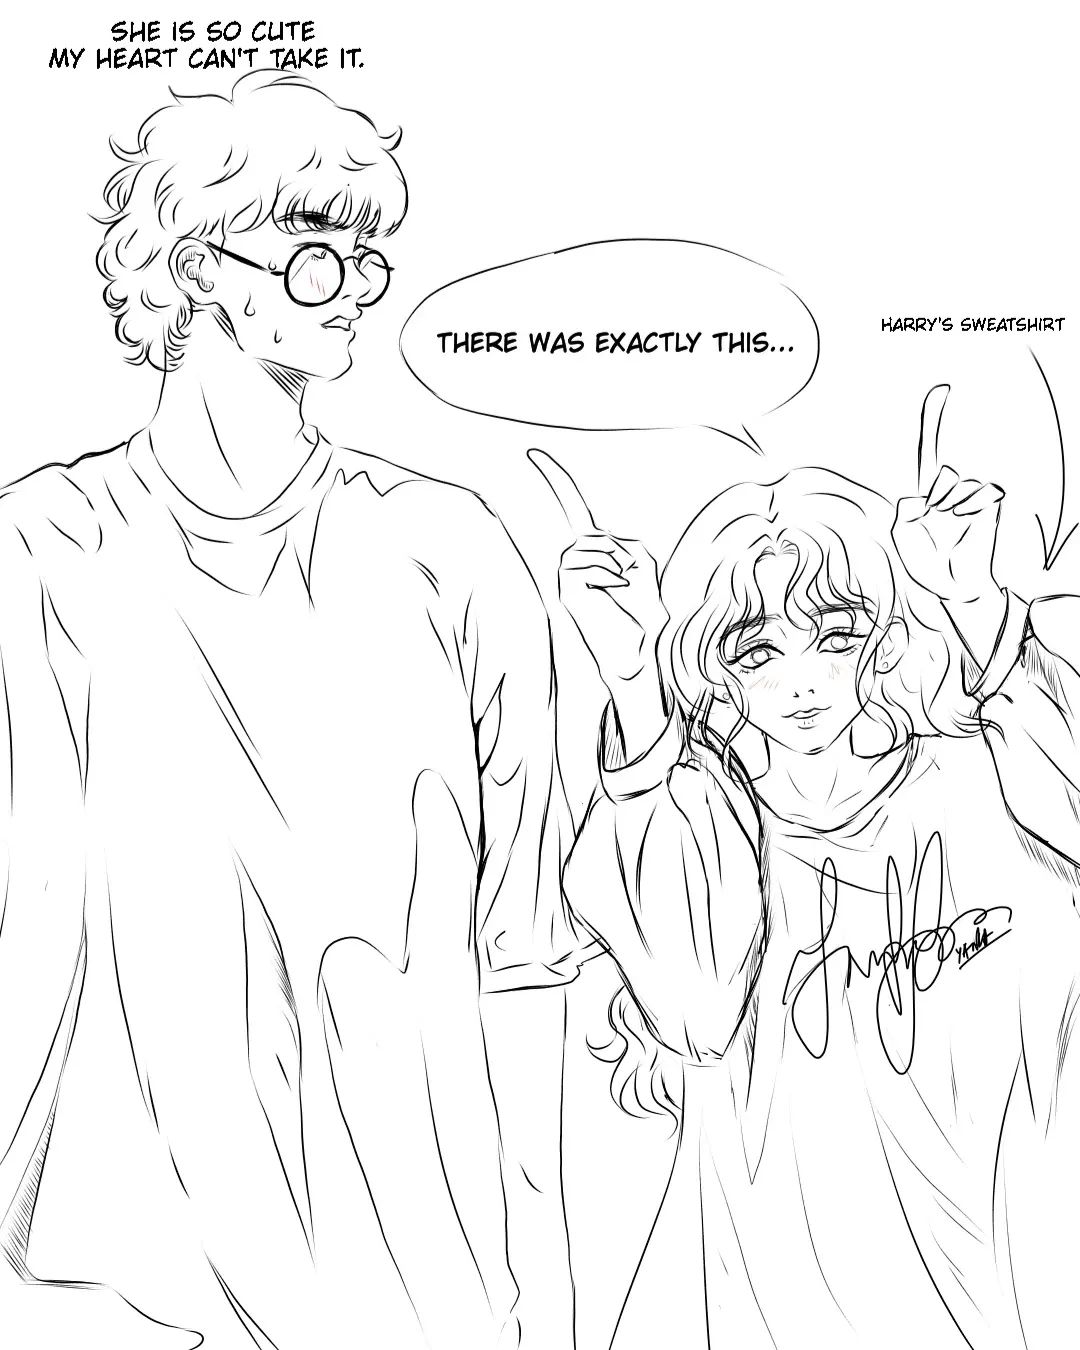 SHE IS SO CUTE
MY HEART CAN'T TAKE IT.
THERE WAS EXACTLY THIS...
HARRY'S SWEATSHIRT